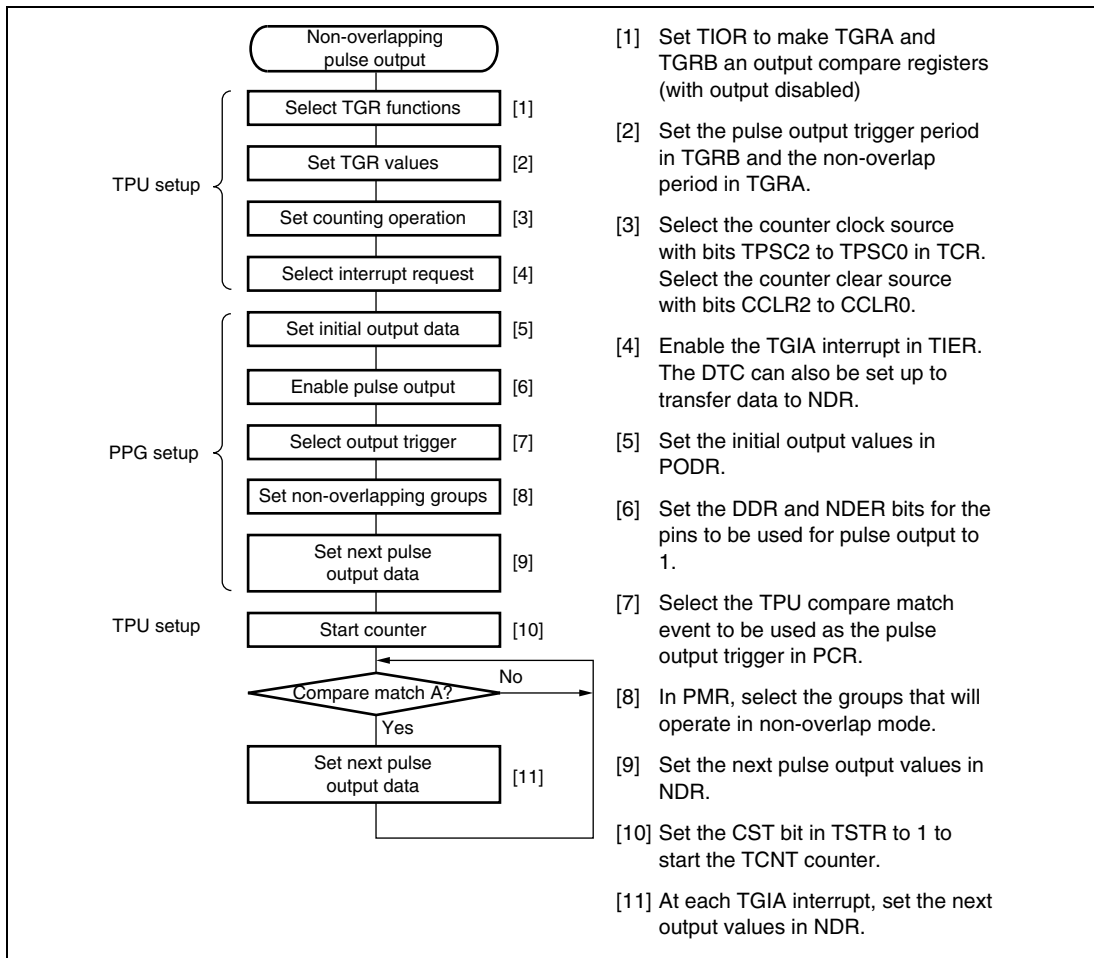 Non-overlapping
pulse output
Select TGR functions [1]
Set TGR values [2]
TPU setup
Set counting operation [3]
Select interrupt request [4]
Set initial output data [5]
Enable pulse output [6]
Select output trigger [7]
PPG setup
Set non-overlapping groups [8]
Set next pulse
output data
[9]
TPU setup
Start counter [10]
Compare match A?
No
Yes
Set next pulse
output data
[11]
[1] Set TIOR to make TGRA and
TGRB an output compare registers
(with output disabled)
[2] Set the pulse output trigger period
in TGRB and the non-overlap
period in TGRA.
[3] Select the counter clock source
with bits TPSC2 to TPSC0 in TCR.
Select the counter clear source
with bits CCLR2 to CCLR0.
[4] Enable the TGIA interrupt in TIER.
The DTC can also be set up to
transfer data to NDR.
[5] Set the initial output values in
PODR.
[6] Set the DDR and NDER bits for the
pins to be used for pulse output to
1.
[7] Select the TPU compare match
event to be used as the pulse
output trigger in PCR.
[8] In PMR, select the groups that will
operate in non-overlap mode.
[9] Set the next pulse output values in
NDR.
[10] Set the CST bit in TSTR to 1 to
start the TCNT counter.
[11] At each TGIA interrupt, set the next
output values in NDR.